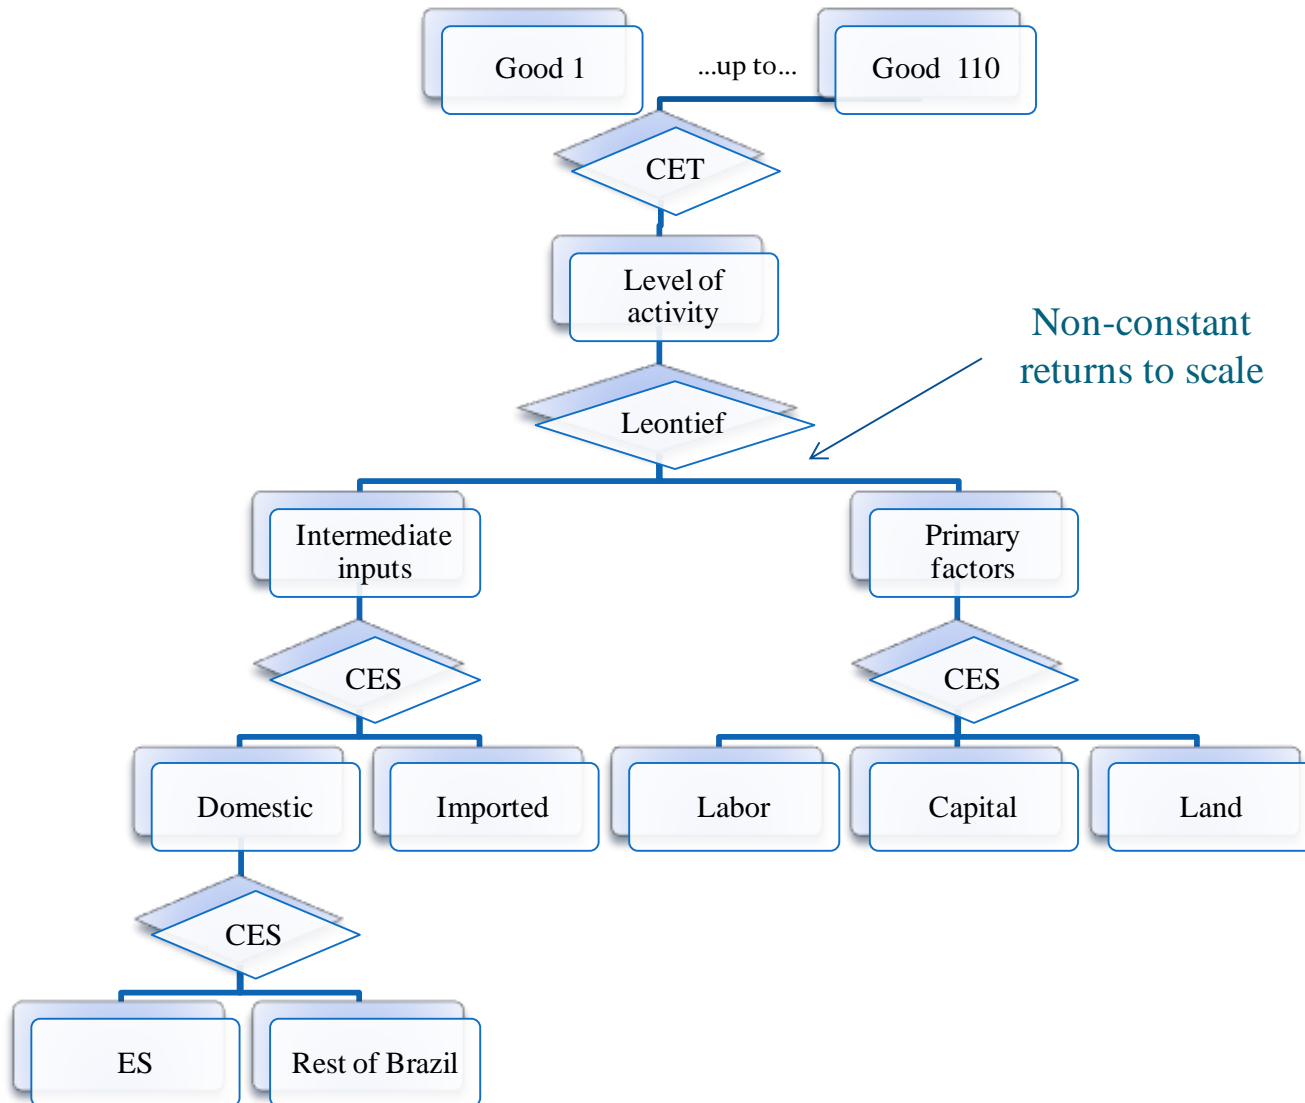 Good 1
...up to...
Good 110
CET
Level of
activity
Non-constant
returns to scale
Leontief
Intermediate
inputs
Primary
factors
CES
CES
Domestic
Imported
Labor
Capital
Land
CES
ES
Rest of Brazil